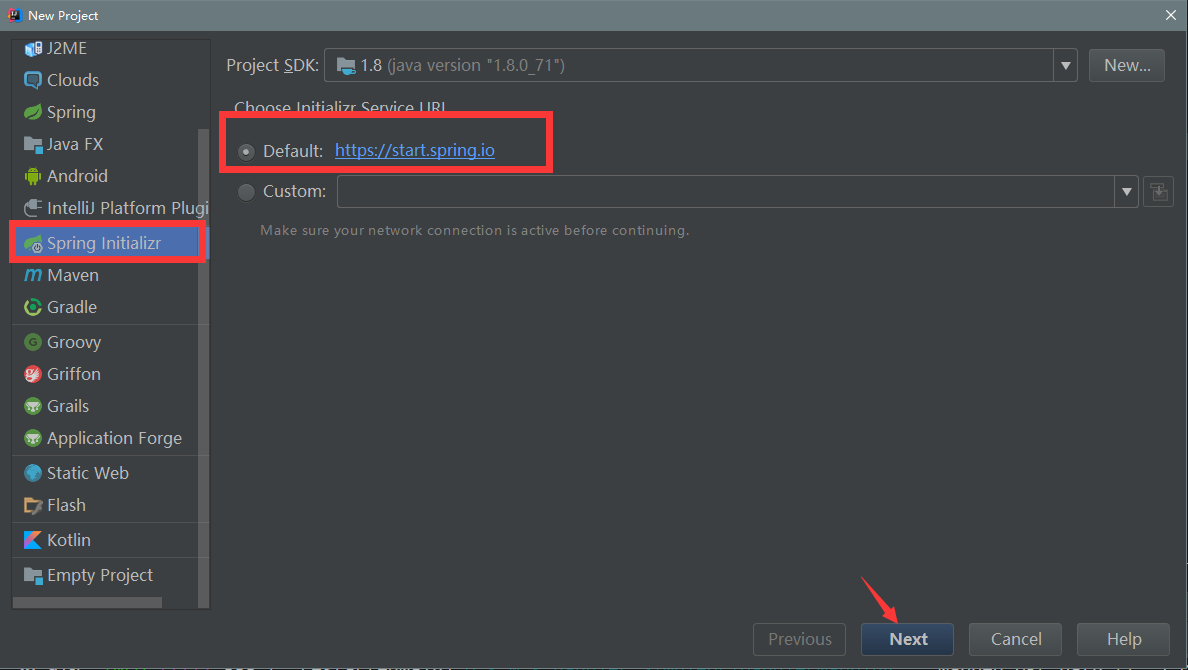 New Project
J2ME
Clouds
Spring
Java FX
Android
IntelliJ Platform Plugi
Spring Initializr
Maven
Gradle
Groovy
Griffon
Grails
Application Forge
Static Web
Flash
Kotlin
Empty Project
Project SDK: 1.8 (java version "1.8.0_71") New...
Choose Initializr Service URL
Default: https://start.spring.io
Custom:
Make sure your network connection is active before continuing.
Previous Next Cancel Help